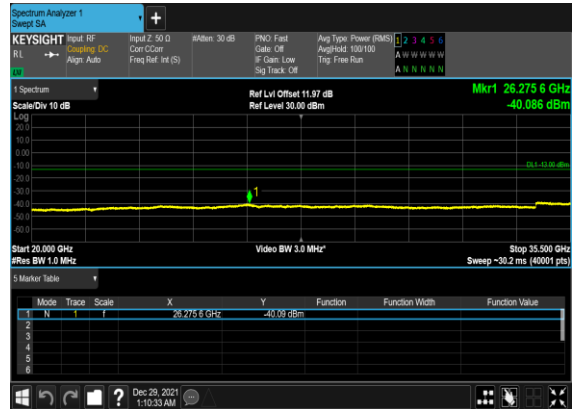 Spectrum Analyzer 1
Swept SA
+
KEYSIGHT Input: RF Input Z: 50 Ω #Atten: 30 dB PNO: Fast Avg Type: Power (RMS) 1 2 3 4 5 6
RL Coupling: DC Corr CCorr Gate: Off Avg|Hold: 100/100 A W W W W W
Align: Auto Freq Ref: Int (S) IF Gain: Low Trig: Free Run
Sig Track: Off A N N N N N
1 Spectrum Ref Lvl Offset 11.97 dB Mkr1 26.275 6 GHz
Scale/Div 10 dB Ref Level 30.00 dBm -40.086 dBm
Log
20.0
10.0
0.00
-10.0 DL1 -13.00 dBm
-20.0
-30.0 1
-40.0
-50.0
-60.0
Start 20.000 GHz Video BW 3.0 MHz* Stop 35.500 GHz
#Res BW 1.0 MHz Sweep ~30.2 ms (40001 pts)
5 Marker Table
Mode Trace Scale X Y Function Function Width Function Value
1 N 1 f 26.275 6 GHz -40.09 dBm
2
3
4
5
6
? Dec 29, 2021
1:10:33 AM